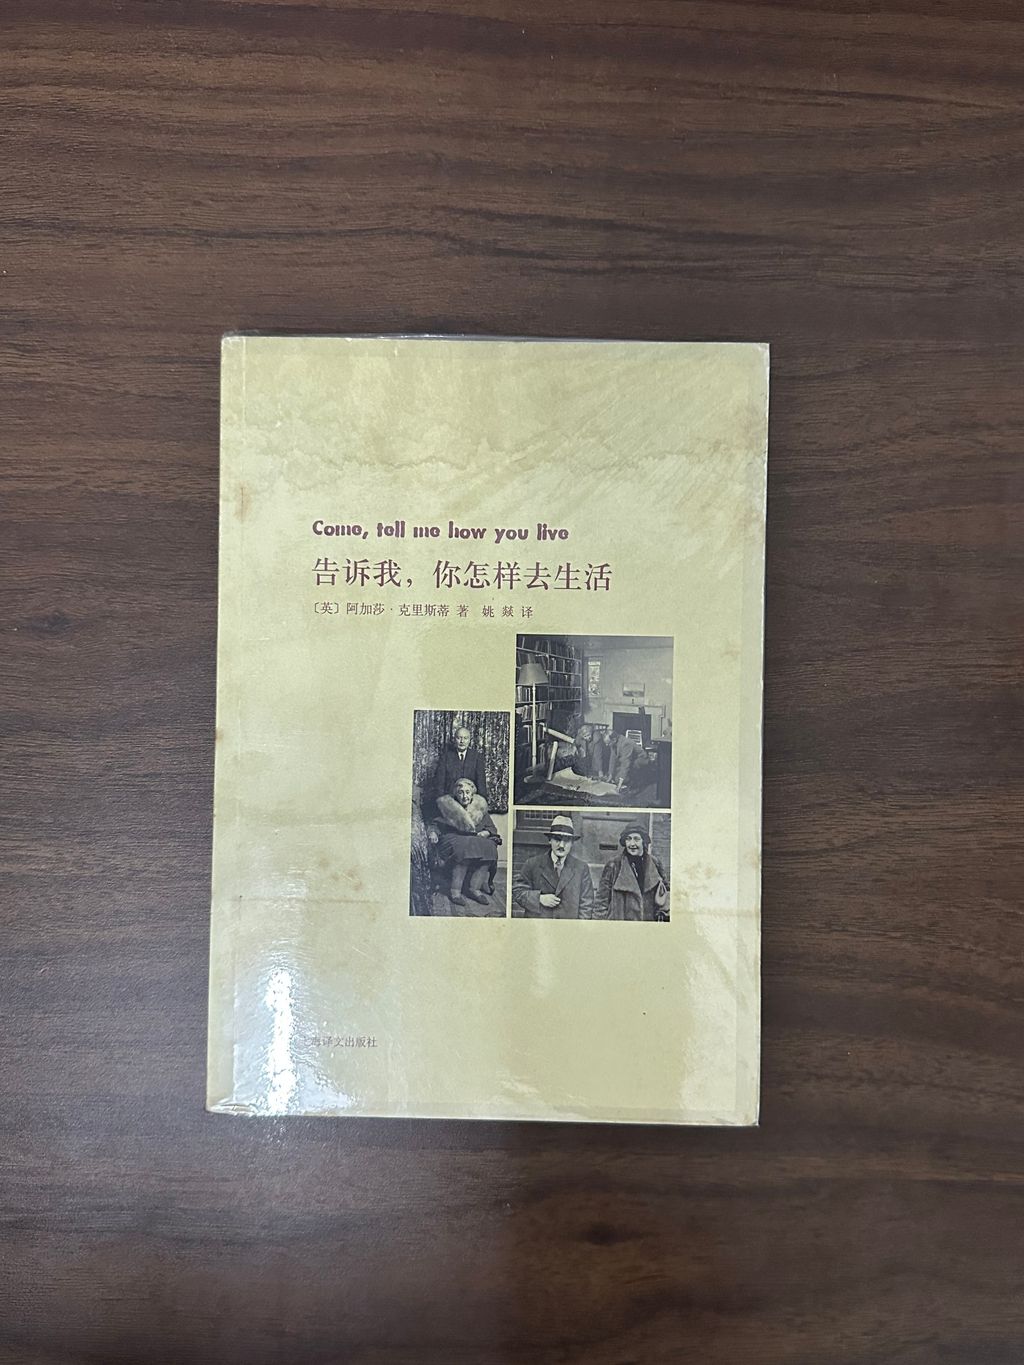 Come, tell me how you live
告诉我，你怎样去生活
〔英〕阿加莎·克里斯蒂 著 姚燚 译
上海译文出版社